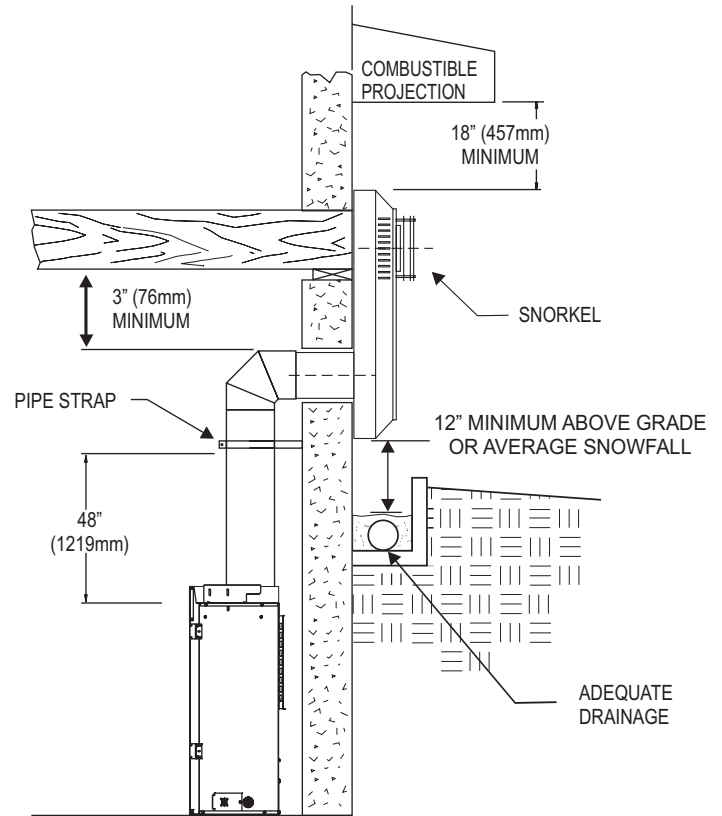 COMBUSTIBLE
PROJECTION
18” (457mm)
MINIMUM
3” (76mm)
MINIMUM
SNORKEL
PIPE STRAP
12” MINIMUM ABOVE GRADE
OR AVERAGE SNOWFALL
48”
(1219mm)
ADEQUATE
DRAINAGE